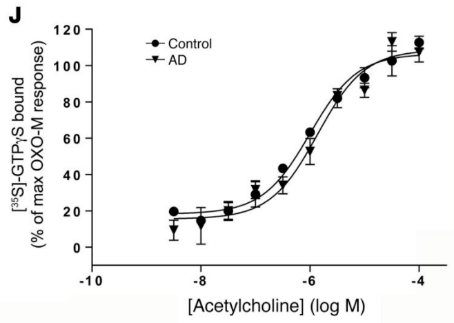 J
120
100
80
60
40
20
0
[³⁵S]-GTPγS bound
(% of max OXO-M response)
Control
AD
-10 -8 -6 -4
[Acetylcholine] (log M)